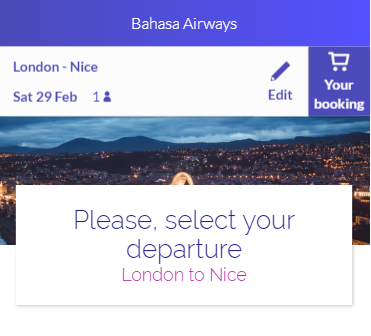 Bahasa Airways
London - Nice
Sat 29 Feb 1
Edit
Your
booking
Please, select your
departure
London to Nice